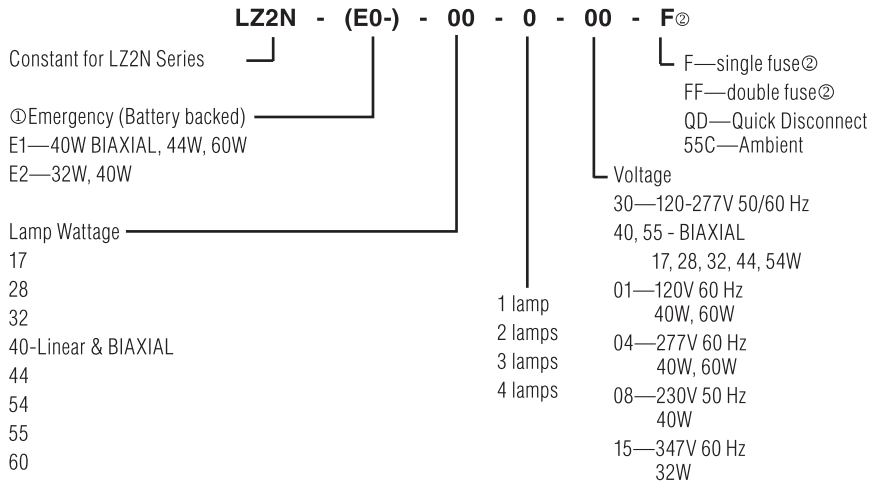 LZ2N - (E0-) - 00 - 0 - 00 - F②
Constant for LZ2N Series
①Emergency (Battery backed)
E1—40W BIAXIAL, 44W, 60W
E2—32W, 40W
Lamp Wattage
17
28
32
40-Linear & BIAXIAL
44
54
55
60
1 lamp
2 lamps
3 lamps
4 lamps
F—single fuse②
FF—double fuse②
QD—Quick Disconnect
55C—Ambient
Voltage
30—120-277V 50/60 Hz
40, 55 - BIAXIAL
17, 28, 32, 44, 54W
01—120V 60 Hz
40W, 60W
04—277V 60 Hz
40W, 60W
08—230V 50 Hz
40W
15—347V 60 Hz
32W